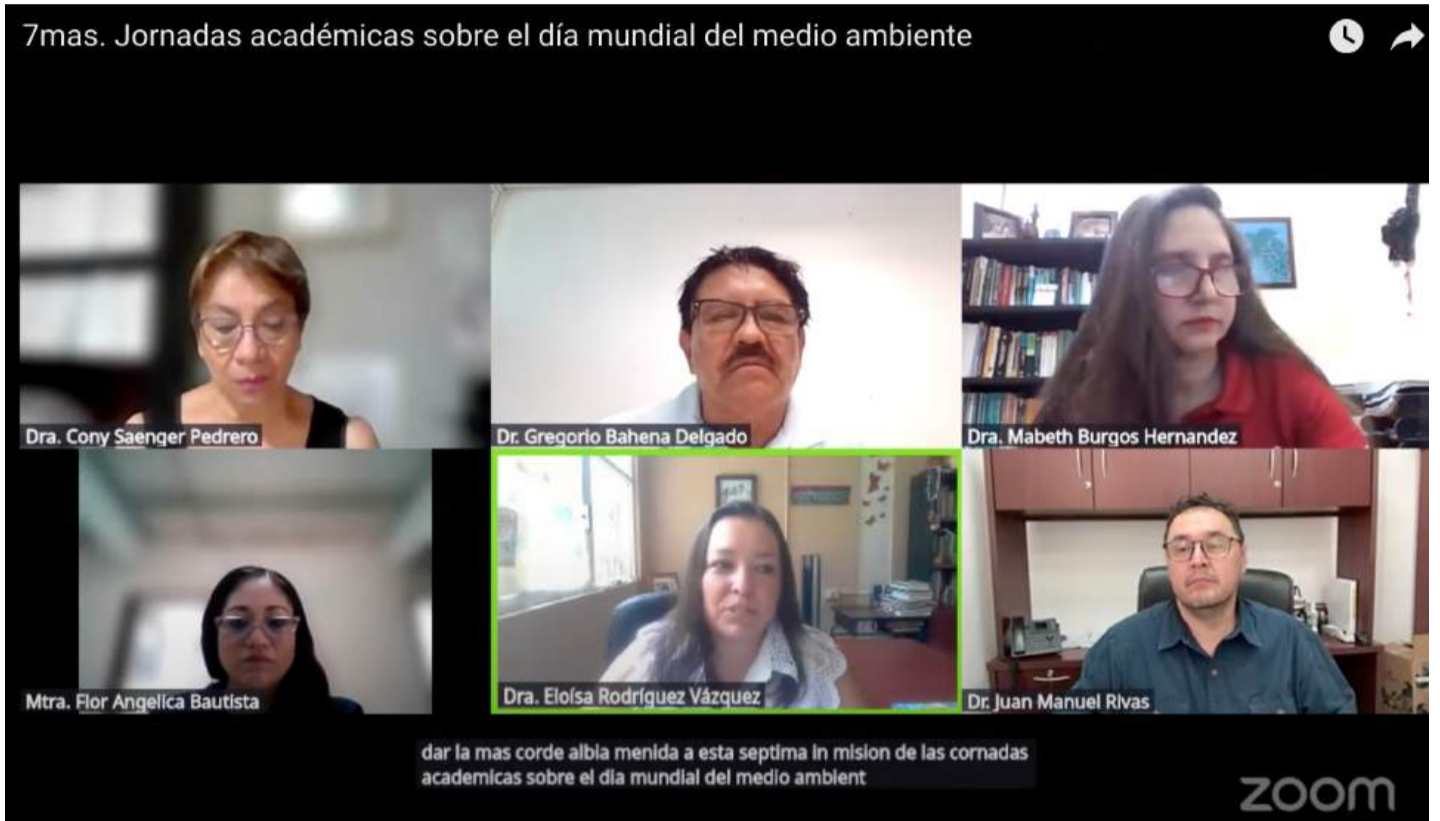 7mas. Jornadas académicas sobre el día mundial del medio ambiente
Dra. Cony Saenger Pedrero
Dr. Gregorio Bahena Delgado
Dra. Mabeth Burgos Hernandez
Mtra. Flor Angelica Bautista
Dra. Eloísa Rodríguez Vázquez
Dr. Juan Manuel Rivas
dar la mas corde albia menida a esta septima in mision de las cornadas
academicas sobre el dia mundial del medio ambient
zoom